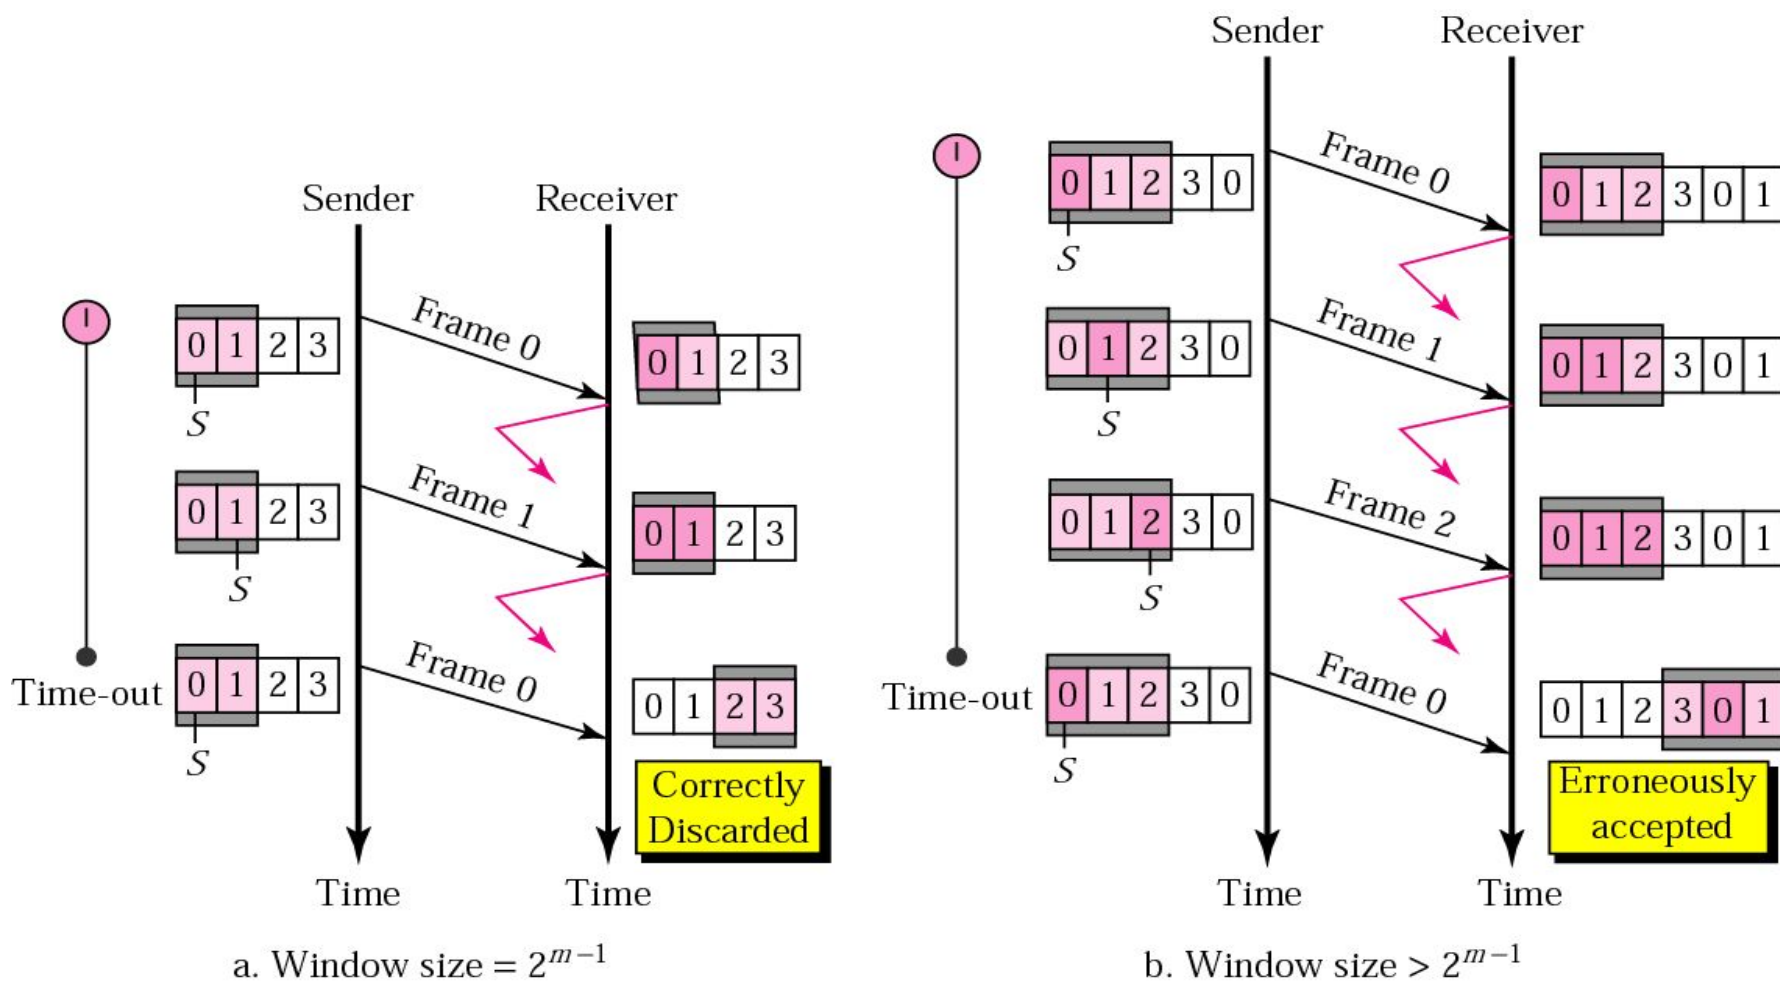 Sender Receiver
Frame 0
0 1 2 3
0 1 2 3
S
Frame 1
0 1 2 3
0 1 2 3
S
Frame 0
Time-out
0 1 2 3
0 1 2 3
S
Correctly
Discarded
Time Time
a. Window size = 2^{m-1}
Sender Receiver
Frame 0
0 1 2 3 0
0 1 2 3 0 1
S
Frame 1
0 1 2 3 0
0 1 2 3 0 1
S
Frame 2
0 1 2 3 0
0 1 2 3 0 1
S
Frame 0
Time-out
0 1 2 3 0
0 1 2 3 0 1
S
Erroneously
accepted
Time Time
b. Window size > 2^{m-1}